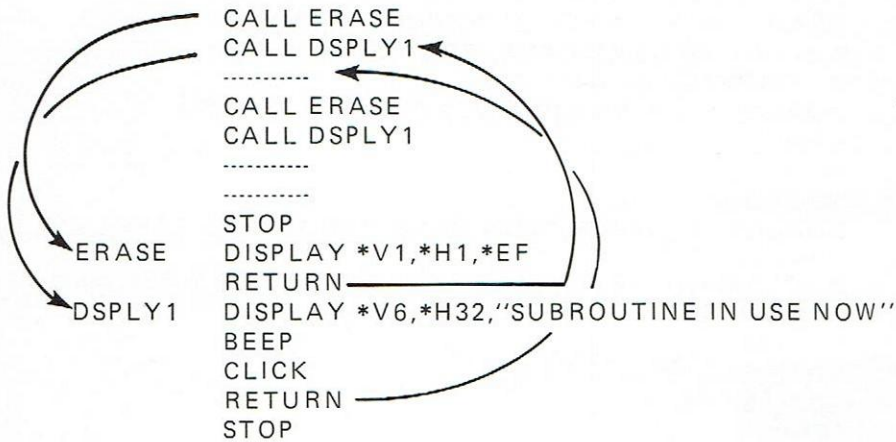 CALL ERASE
CALL DSPLY1
----------
CALL ERASE
CALL DSPLY1
----------
----------
STOP
ERASE DISPLAY *V1,*H1,*EF
RETURN
DSPLY1 DISPLAY *V6,*H32,"SUBROUTINE IN USE NOW"
BEEP
CLICK
RETURN
STOP